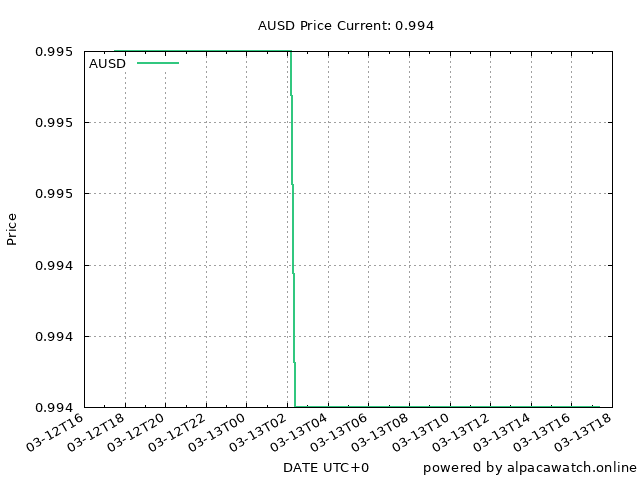 AUSD Price Current: 0.994
AUSD
0.995
0.995
0.995
0.994
0.994
0.994
Price
03-12T16
03-12T18
03-12T20
03-12T22
03-13T00
03-13T02
03-13T04
03-13T06
03-13T08
03-13T10
03-13T12
03-13T14
03-13T16
03-13T18
DATE UTC+0
powered by alpacawatch.online